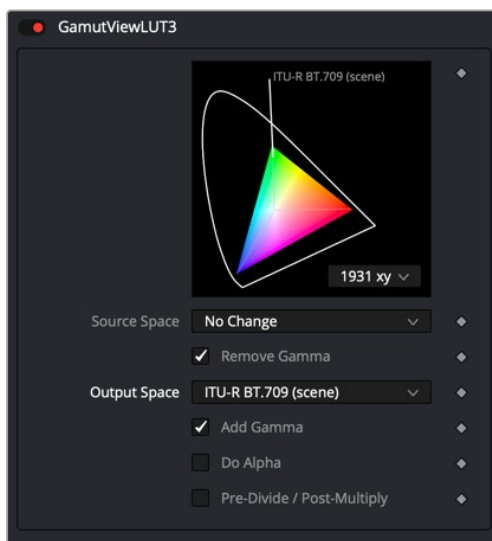 GamutViewLUT3
ITU-R BT.709 (scene)
1931 xy
Source Space No Change
Remove Gamma
Output Space ITU-R BT.709 (scene)
Add Gamma
Do Alpha
Pre-Divide / Post-Multiply